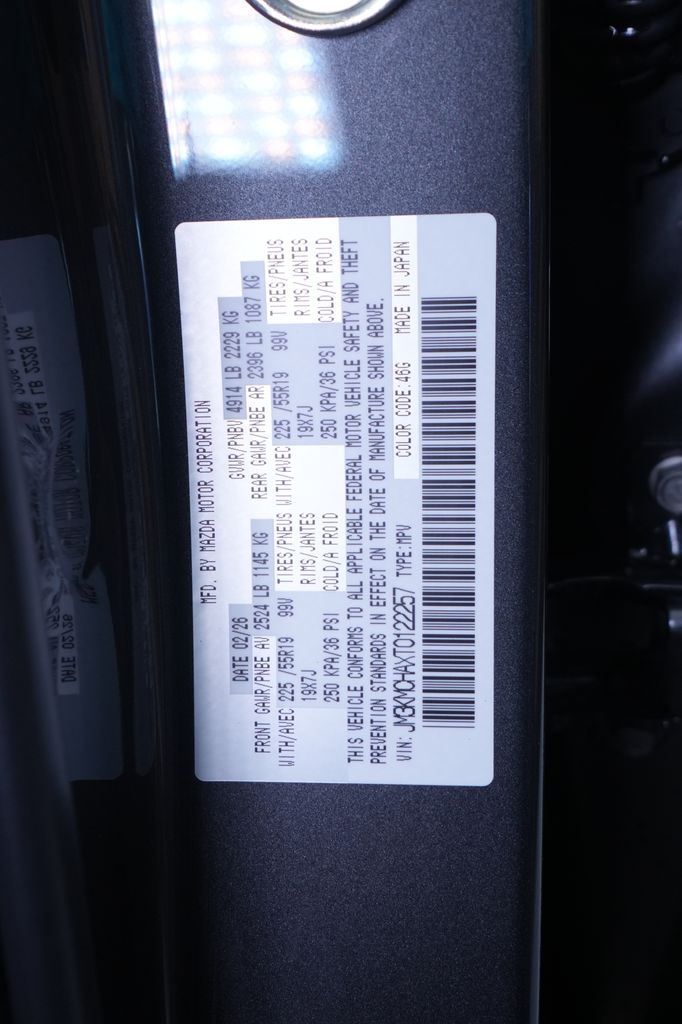 MFD. BY MAZDA MOTOR CORPORATION
DATE 02/26 GVWR/PNBV 4914 LB 2229 KG
FRONT GAWR/PNBE AV 2524 LB 1145 KG REAR GAWR/PNBE AR 2396 LB 1087 KG
WITH/AVEC 225 /55R19 99V TIRES/PNEUS WITH/AVEC 225 /55R19 99V TIRES/PNEUS
19X7J RIMS/JANTES 19X7J RIMS/JANTES
250 KPA/36 PSI COLD/A FROID 250 KPA/36 PSI COLD/A FROID
THIS VEHICLE CONFORMS TO ALL APPLICABLE FEDERAL MOTOR VEHICLE SAFETY AND THEFT
PREVENTION STANDARDS IN EFFECT ON THE DATE OF MANUFACTURE SHOWN ABOVE.
VIN: JM3KMCHAXT0122257 TYPE:MPV COLOR CODE:46G MADE IN JAPAN